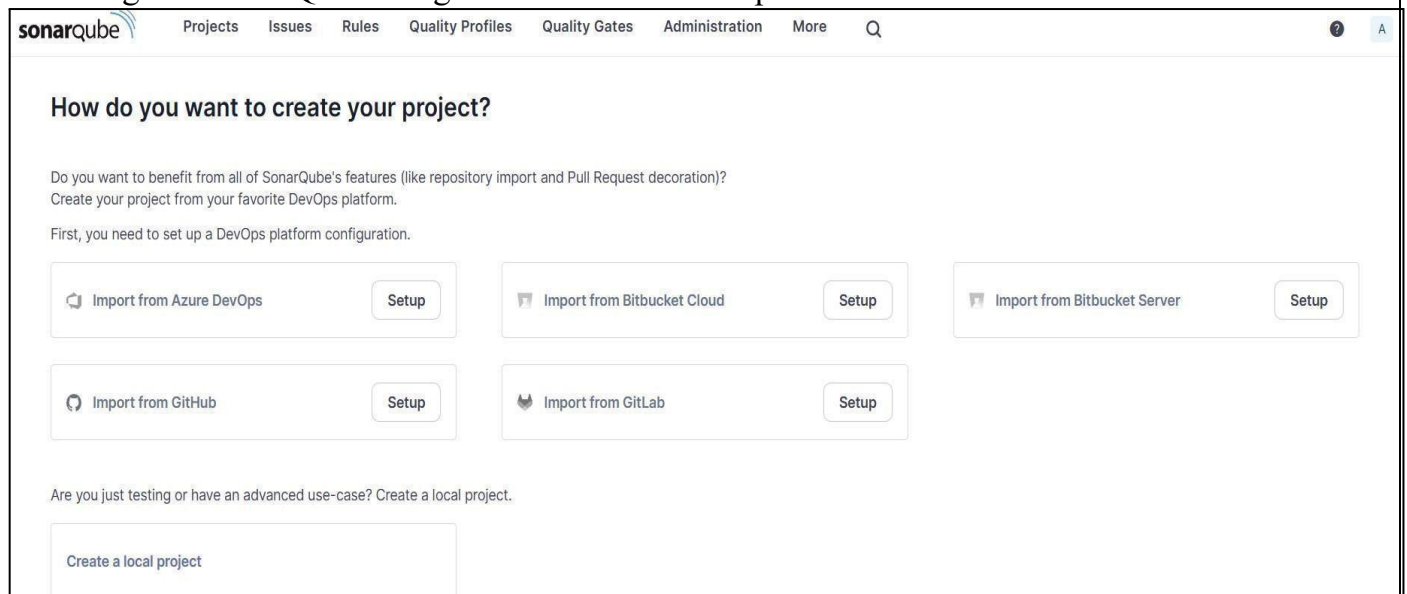 sonarqube Projects Issues Rules Quality Profiles Quality Gates Administration More ? A
How do you want to create your project?
Do you want to benefit from all of SonarQube's features (like repository import and Pull Request decoration)?
Create your project from your favorite DevOps platform.
First, you need to set up a DevOps platform configuration.
Import from Azure DevOps Setup Import from Bitbucket Cloud Setup Import from Bitbucket Server Setup
Import from GitHub Setup Import from GitLab Setup
Are you just testing or have an advanced use-case? Create a local project.
Create a local project